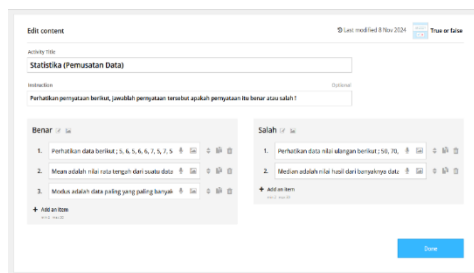 Edit content
Last modified 8 Nov 2024
True or false
Activity Title
Statistika (Pemusatan Data)
Instruction
Optional
Perhatikan pernyataan berikut, jawablah pernyataan tersebut apakah pernyataan itu benar atau salah !
Benar
1. Perhatikan data berikut ; 5, 6, 5, 6, 6, 7, 5, 7, 5
2. Mean adalah nilai rata tengah dari suatu data
3. Modus adalah data paling yang paling banyak
+ Add an item
Salah
1. Perhatikan data nilai ulangan berikut ; 59, 70,
2. Median adalah nilai hasil dari banyaknya data
+ Add an item
Done